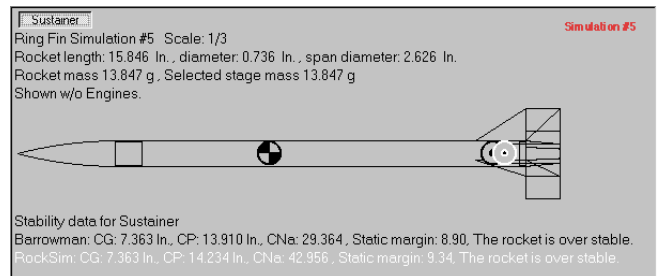 Sustainer
Simulation #5
Ring Fin Simulation #5 Scale: 1/3
Rocket length: 15.846 In. , diameter: 0.736 In. , span diameter: 2.626 In.
Rocket mass 13.847 g , Selected stage mass 13.847 g
Shown w/o Engines.
Stability data for Sustainer
Barrowman: CG: 7.363 In., CP: 13.910 In., CNa: 29.364 , Static margin: 8.90, The rocket is over stable.
RockSim: CG: 7.363 In., CP: 14.234 In., CNa: 42.956 , Static margin: 9.34, The rocket is over stable.